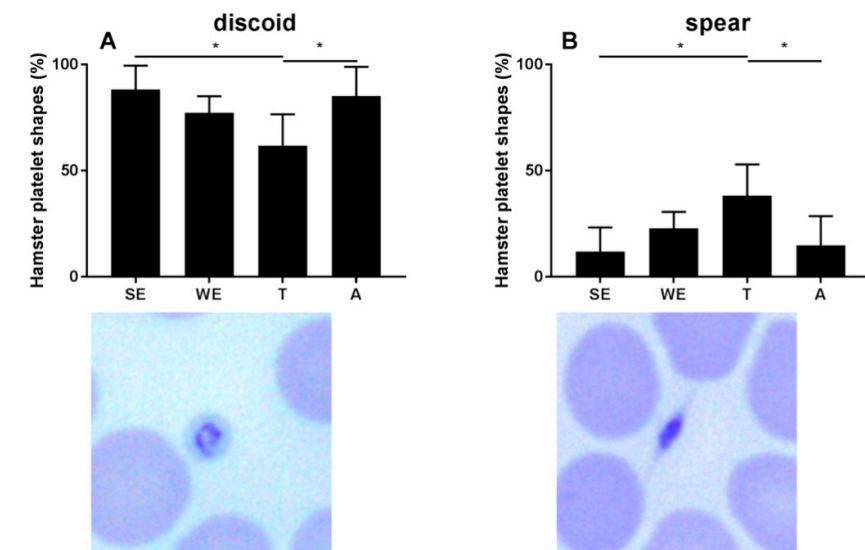 discoid
A
*
*
Hamster platelet shapes (%)
100
50
0
SE WE T A
spear
B
*
*
Hamster platelet shapes (%)
100
50
0
SE WE T A